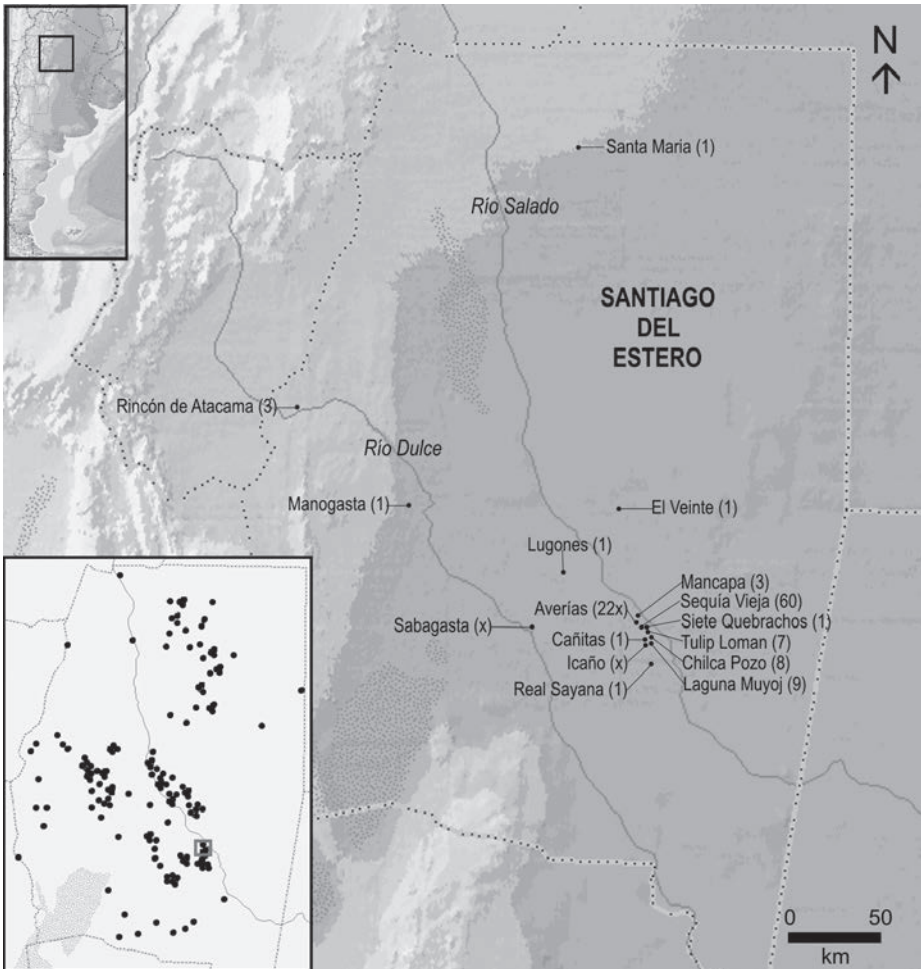 N
Santa Maria (1)
Río Salado
SANTIAGO
DEL
ESTERO
Rincón de Atacama (3)
Río Dulce
Manogasta (1)
El Veinte (1)
Lugones (1)
Mancapa (3)
Averías (22x)
Sequía Vieja (60)
Siete Quebrachos (1)
Sabagasta (x)
Cañitas (1)
Tulip Loman (7)
Icaño (x)
Chilca Pozo (8)
Real Sayana (1)
Laguna Muyoj (9)
0 50
km